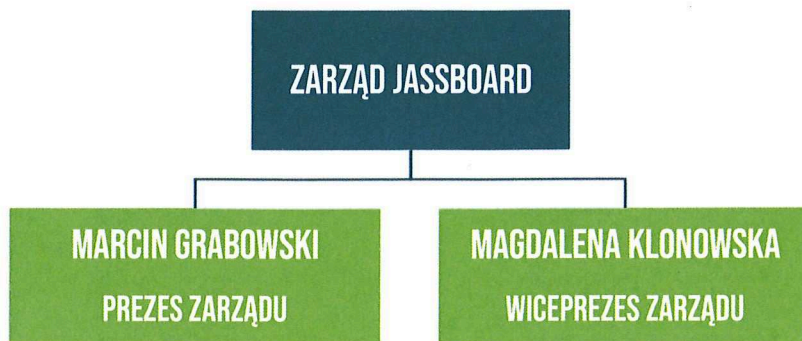 ZARZĄD JASSBOARD
MARCIN GRABOWSKI
PREZES ZARZĄDU
MAGDALENA KLONOWSKA
WICEPREZES ZARZĄDU